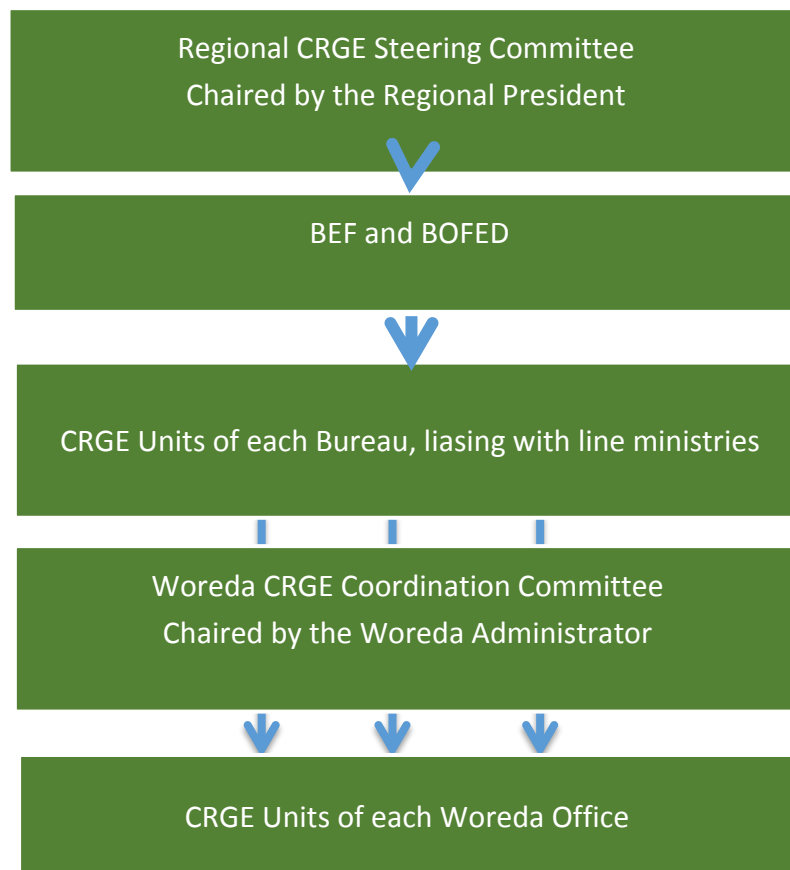 Regional CRGE Steering Committee
Chaired by the Regional President
BEF and BOFED
CRGE Units of each Bureau, liasing with line ministries
Woreda CRGE Coordination Committee
Chaired by the Woreda Administrator
CRGE Units of each Woreda Office